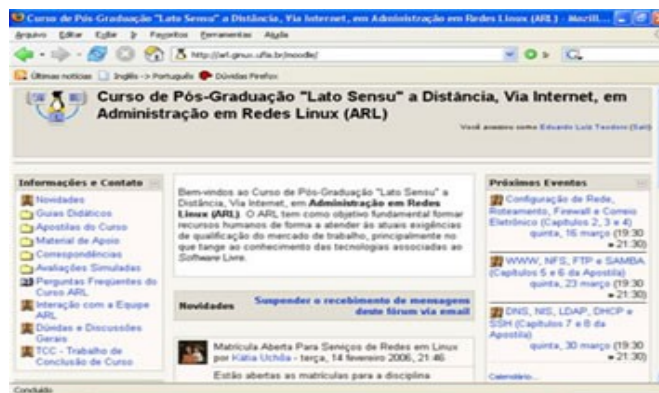 Curso de Pós-Graduação "Lato Sensu" a Distância, Via Internet, em Administração em Redes Linux (ARL) - Mozill...
Arquivo Editar Exibir Ir Favoritos Ferramentas Ajuda
http://arl.ginux.ufla.br/moodle/
Últimas notícias Inglês -> Português Dúvidas Firefox
Curso de Pós-Graduação "Lato Sensu" a Distância, Via Internet, em
Administração em Redes Linux (ARL)
Você acessou como Eduardo Luiz Teodoro (Sair)
Informações e Contato
Novidades
Guias Didáticos
Apostilas do Curso
Material de Apoio
Correspondências
Avaliações Simuladas
Perguntas Freqüentes do
Curso ARL
Interação com a Equipe
ARL
Dúvidas e Discussões
Gerais
TCC - Trabalho de
Conclusão de Curso
Bem-vindos ao Curso de Pós-Graduação "Lato Sensu" a
Distância, Via Internet, em Administração em Redes
Linux (ARL). O ARL tem como objetivo fundamental formar
recursos humanos de forma a atender às atuais exigências
de qualificação do mercado de trabalho, principalmente no
que tange ao conhecimento das tecnologias associadas ao
Software Livre.
Novidades
Suspender o recebimento de mensagens
deste fórum via email
Matrícula Aberta Para Serviços de Redes em Linux
por Kátia Uchôa - terça, 14 fevereiro 2006, 21:46
Estão abertas as matrículas para a disciplina
Próximos Eventos
Configuração de Rede,
Roteamento, Firewall e Correio
Eletrônico (Capítulos 2, 3 e 4)
quinta, 16 março (19:30
» 21:30)
WWW, NFS, FTP e SAMBA
(Capítulos 5 e 6 da Apostila)
quinta, 23 março (19:30
» 21:30)
DNS, NIS, LDAP, DHCP e
SSH (Capítulos 7 e 8 da
Apostila)
quinta, 30 março (19:30
» 21:30)
Calendário...
Concluído